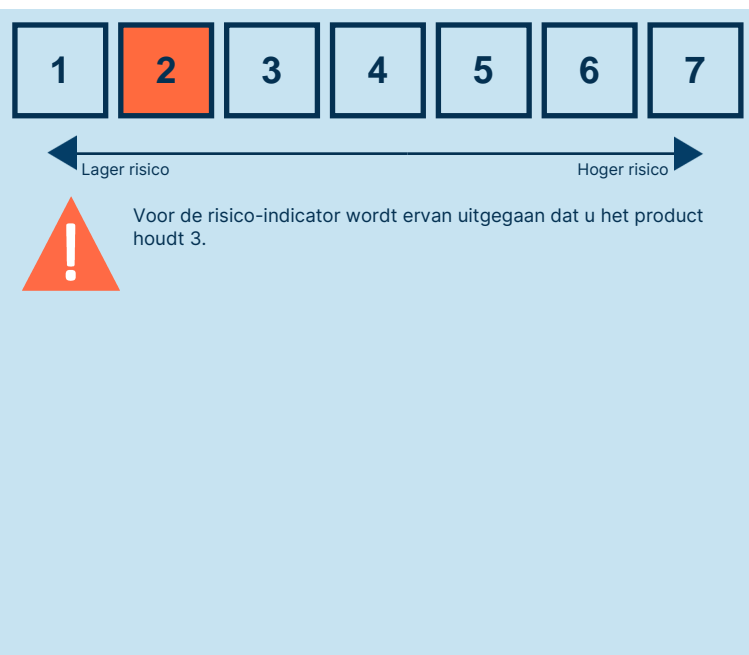 1 2 3 4 5 6 7
Lager risico Hoger risico
Voor de risico-indicator wordt ervan uitgegaan dat u het product
houdt 3.